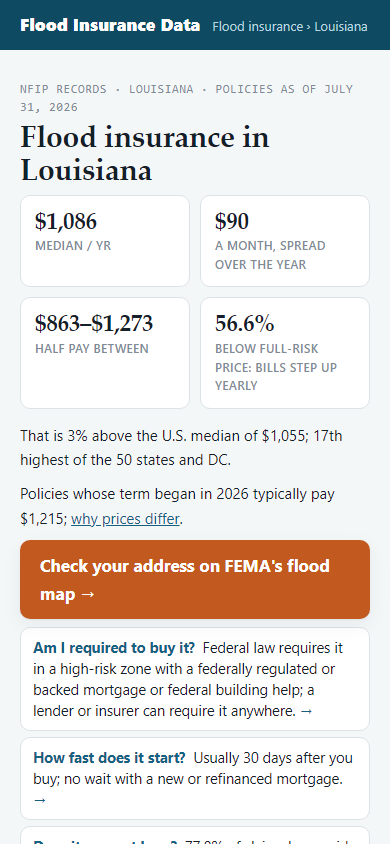 Flood Insurance Data Flood insurance › Louisiana
NFIP RECORDS · LOUISIANA · POLICIES AS OF JULY
31, 2026
Flood insurance in
Louisiana
$1,086
MEDIAN / YR
$90
A MONTH, SPREAD
OVER THE YEAR
$863–$1,273
HALF PAY BETWEEN
56.6%
BELOW FULL-RISK
PRICE: BILLS STEP UP
YEARLY
That is 3% above the U.S. median of $1,055; 17th
highest of the 50 states and DC.
Policies whose term began in 2026 typically pay
$1,215; why prices differ.
Check your address on FEMA's flood
map →
Am I required to buy it? Federal law requires it
in a high-risk zone with a federally regulated or
backed mortgage or federal building help; a
lender or insurer can require it anywhere. →
How fast does it start? Usually 30 days after you
buy; no wait with a new or refinanced mortgage.
→